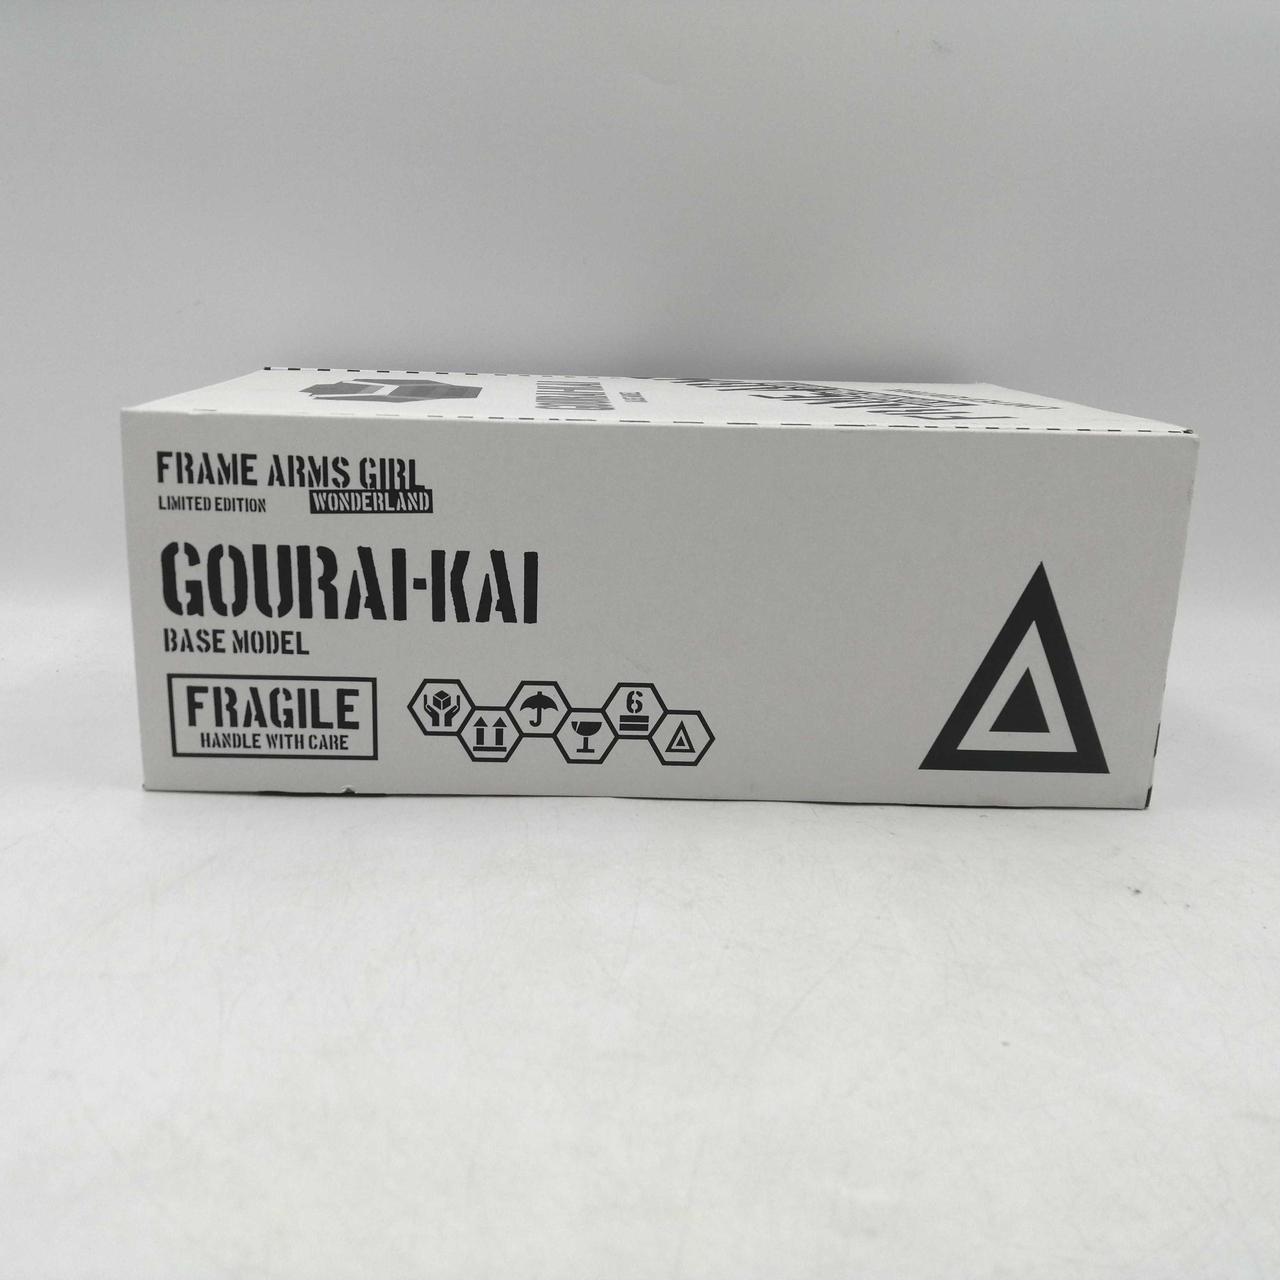 FRAME ARMS GIRL
LIMITED EDITION WONDERLAND
GOURAI-KAI
BASE MODEL
FRAGILE
HANDLE WITH CARE
6